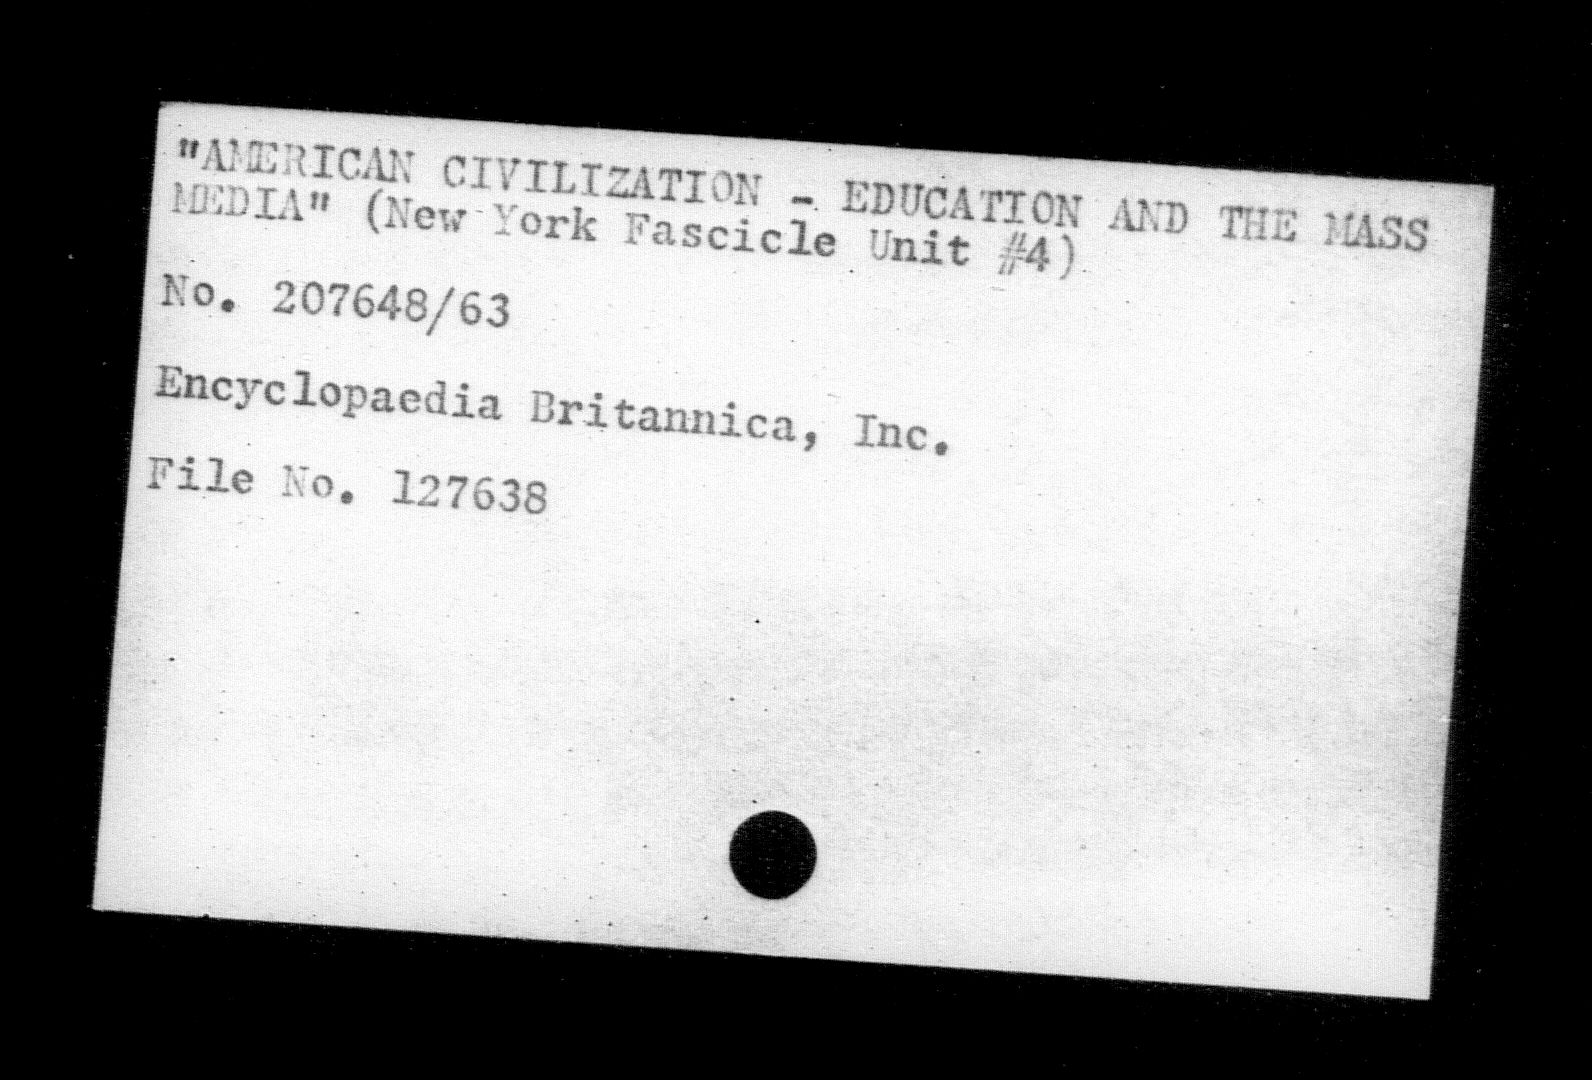 "AMERICAN CIVILIZATION - EDUCATION AND THE MASS
MEDIA" (New York Fascicle Unit #4)
No. 207648/63
Encyclopaedia Britannica, Inc.
File No. 127638